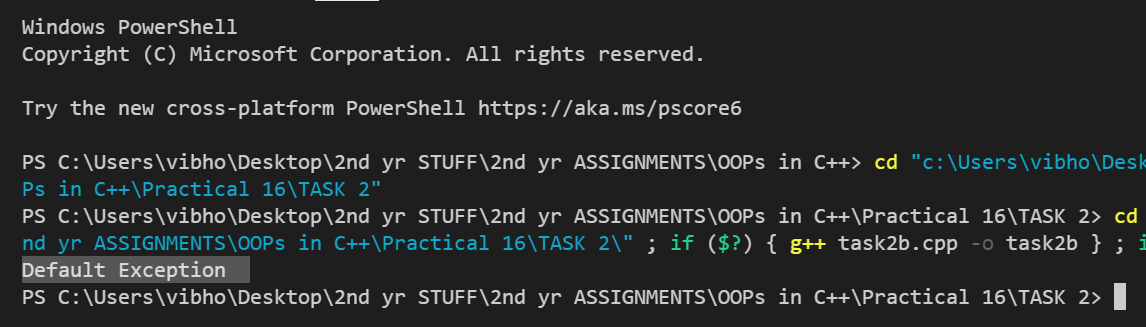 Windows PowerShell
Copyright (C) Microsoft Corporation. All rights reserved.
Try the new cross-platform PowerShell https://aka.ms/pscore6
PS C:\Users\vibho\Desktop\2nd yr STUFF\2nd yr ASSIGNMENTS\OOPs in C++> cd "c:\Users\vibho\Desk
Ps in C++\Practical 16\TASK 2"
PS C:\Users\vibho\Desktop\2nd yr STUFF\2nd yr ASSIGNMENTS\OOPs in C++\Practical 16\TASK 2> cd
nd yr ASSIGNMENTS\OOPs in C++\Practical 16\TASK 2\" ; if ($?) { g++ task2b.cpp -o task2b } ; i
Default Exception
PS C:\Users\vibho\Desktop\2nd yr STUFF\2nd yr ASSIGNMENTS\OOPs in C++\Practical 16\TASK 2>